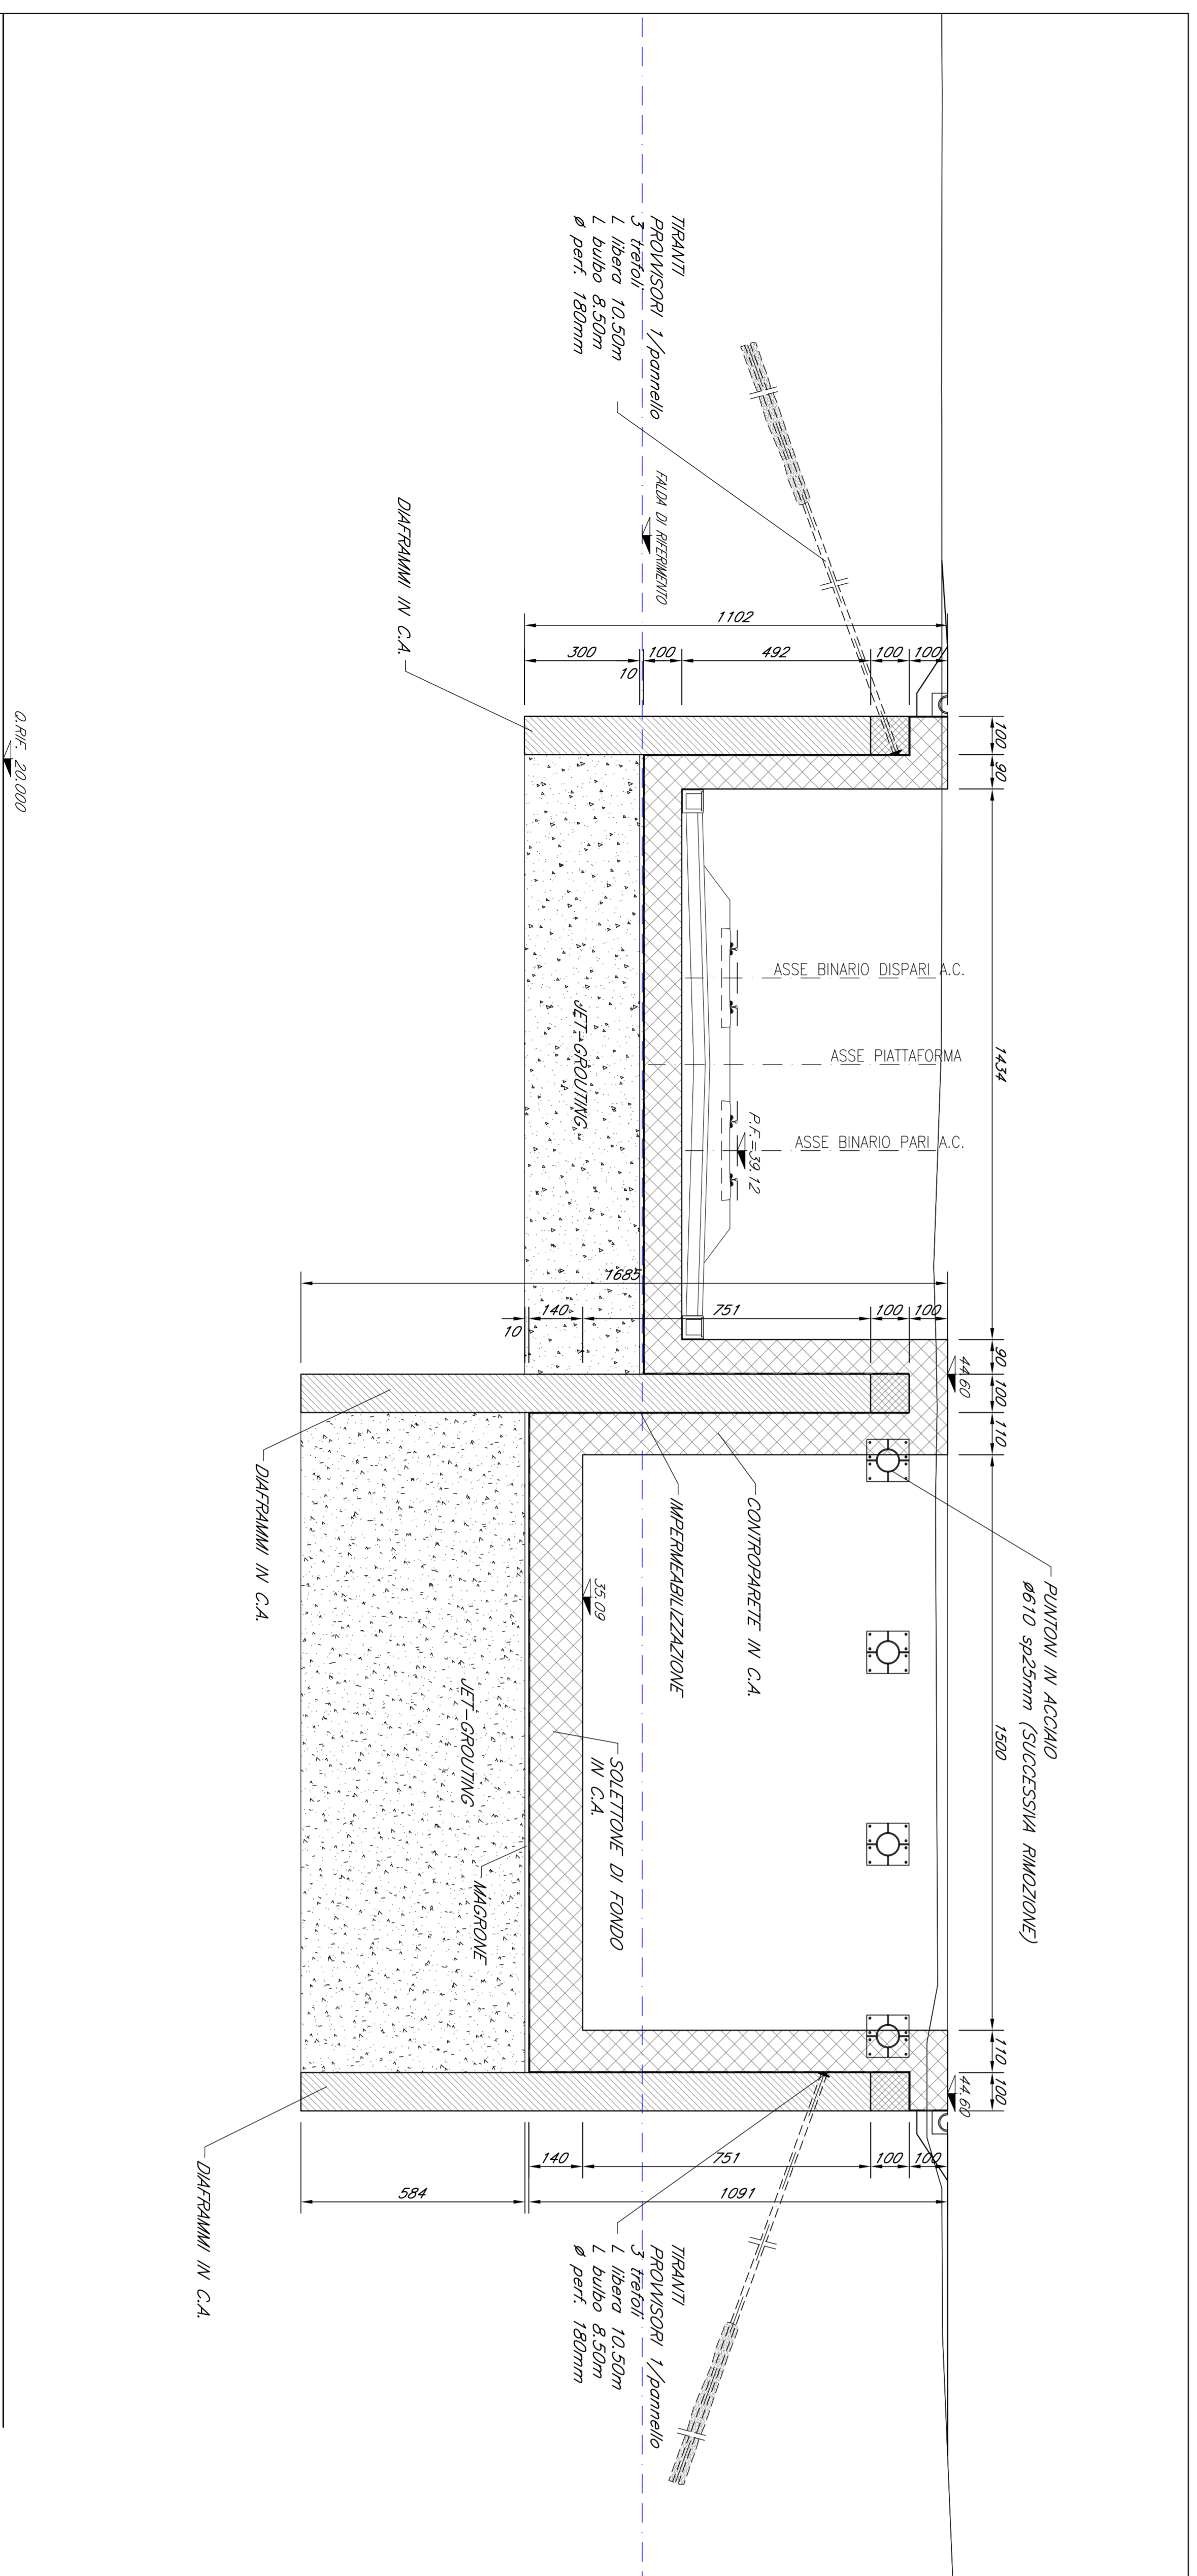 TIRANTI
PROVVISORI 1/pannello
3 trefoli
L libera 10.50m
L bulbo 8.50m
Ø perf. 180mm
FALDA DI RIFERIMENTO
DIAFRAMMI IN C.A.
Q.RIF. 20.000
1102
300
10
100
492
100
100
100
90
1434
90
100
110
1500
110
100
ASSE BINARIO DISPARI A.C.
ASSE PIATTAFORMA
ASSE BINARIO PARI A.C.
P.F.=39.12
JET-GROUTING
1685
10
140
751
100
100
44.60
PUNTONI IN ACCIAIO
Ø610 sp25mm (SUCCESSIVA RIMOZIONE)
CONTROPARETE IN C.A.
IMPERMEABILIZZAZIONE
35.09
SOLETTONE DI FONDO
IN C.A.
JET-GROUTING
MAGRONE
DIAFRAMMI IN C.A.
44.60
140
751
100
100
584
1091
DIAFRAMMI IN C.A.
TIRANTI
PROVVISORI 1/pannello
3 trefoli
L libera 10.50m
L bulbo 8.50m
Ø perf. 180mm